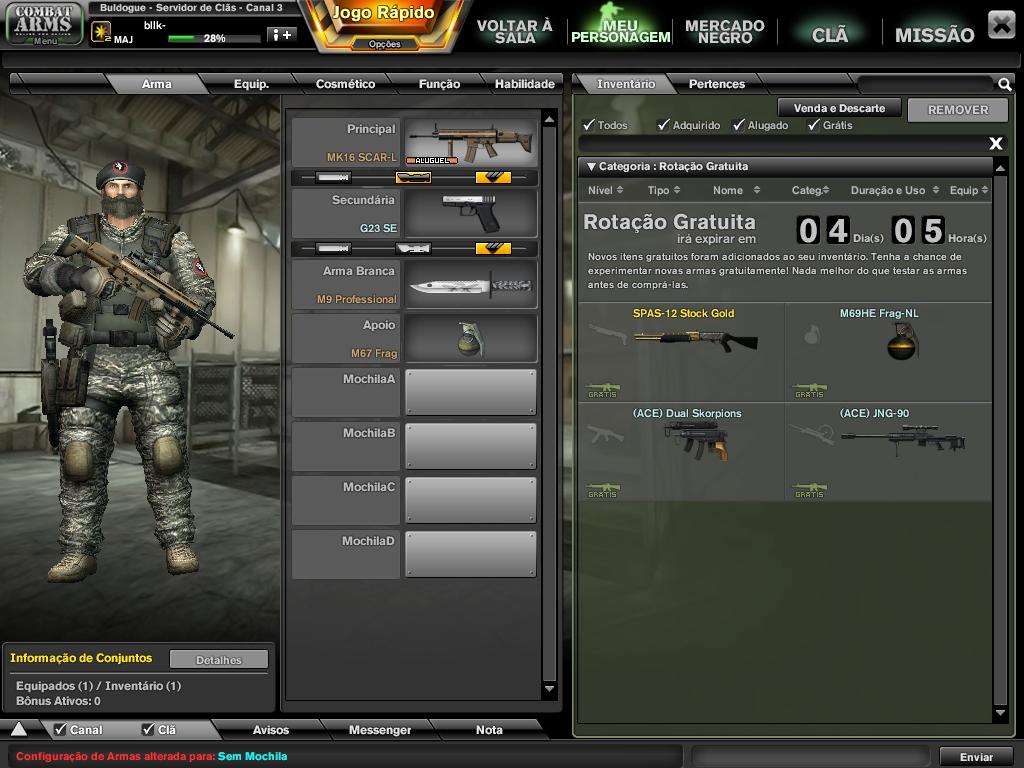 COMBAT ARMS
Menu
Buldogue - Servidor de Clãs - Canal 3
MAJ
bllk-
28%
Jogo Rápido
Opções
VOLTAR À SALA
MEU PERSONAGEM
MERCADO NEGRO
CLÃ
MISSÃO
Arma
Equip.
Cosmético
Função
Habilidade
Inventário
Pertences
Venda e Descarte
REMOVER
Todos
Adquirido
Alugado
Grátis
X
Principal
MK16 SCAR-L
ALUGUEL
Secundária
G23 SE
Arma Branca
M9 Professional
Apoio
M67 Frag
MochilaA
MochilaB
MochilaC
MochilaD
▼ Categoria : Rotação Gratuita
Nível
Tipo
Nome
Categ.
Duração e Uso
Equip
Rotação Gratuita
irá expirar em
04 Dia(s) 05 Hora(s)
Novos itens gratuitos foram adicionados ao seu inventário. Tenha a chance de
experimentar novas armas gratuitamente! Nada melhor do que testar as armas
antes de comprá-las.
SPAS-12 Stock Gold
GRÁTIS
M69HE Frag-NL
GRÁTIS
(ACE) Dual Skorpions
GRÁTIS
(ACE) JNG-90
GRÁTIS
Informação de Conjuntos
Detalhes
Equipados (1) / Inventário (1)
Bônus Ativos: 0
Canal
Clã
Avisos
Messenger
Nota
Configuração de Armas alterada para: Sem Mochila
Enviar